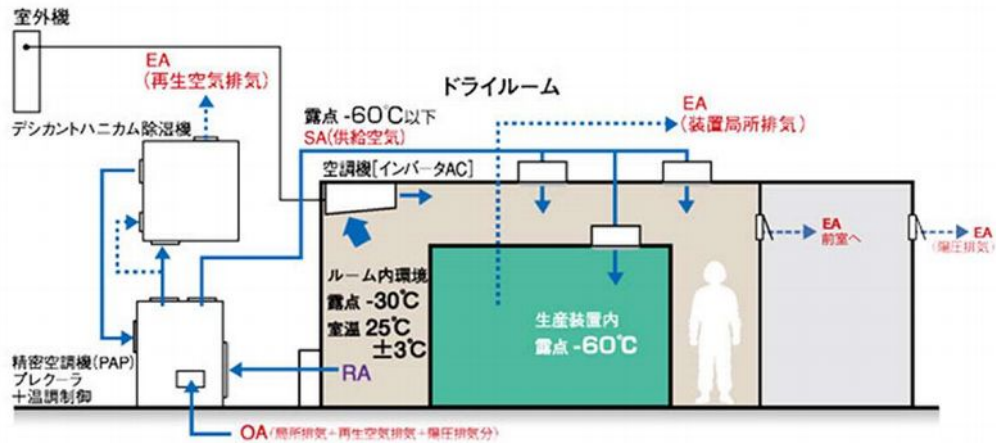 室外機
EA
(再生空気排気)
デシカントハニカム除湿機
ドライルーム
露点 -60℃以下
SA(供給空気)
EA
(装置局所排気)
空調機[インバータAC]
EA
前室へ
EA
(陽圧排気)
ルーム内環境
露点 -30℃
室温 25℃
±3℃
生産装置内
露点 -60℃
精密空調機(PAP)
プレクーラ
＋温調制御
RA
OA(局所排気＋再生空気排気＋陽圧排気分)